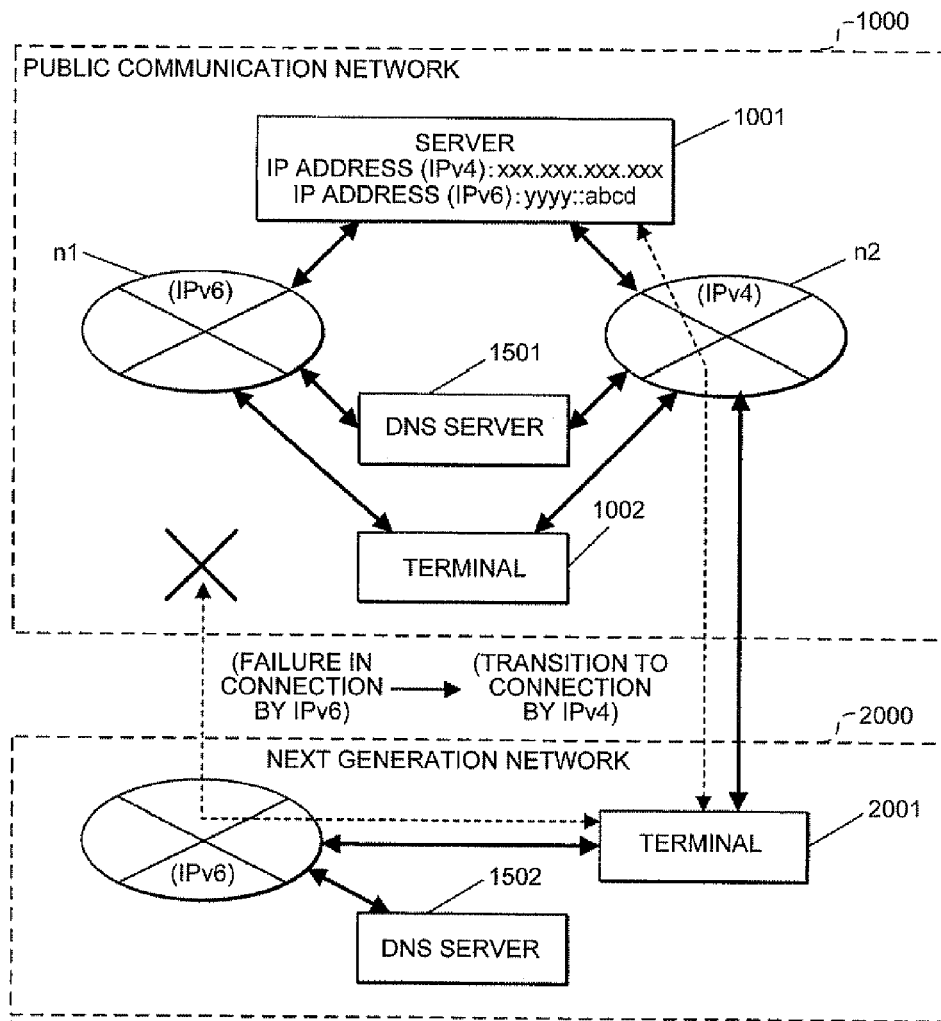 1000
PUBLIC COMMUNICATION NETWORK
1001
SERVER
IP ADDRESS (IPv4):xxx.xxx.xxx.xxx
IP ADDRESS (IPv6):yyyy::abcd
n1
n2
(IPv6)
(IPv4)
1501
DNS SERVER
1002
TERMINAL
(FAILURE IN
CONNECTION
BY IPv6)
(TRANSITION TO
CONNECTION
BY IPv4)
2000
NEXT GENERATION NETWORK
2001
TERMINAL
(IPv6)
1502
DNS SERVER